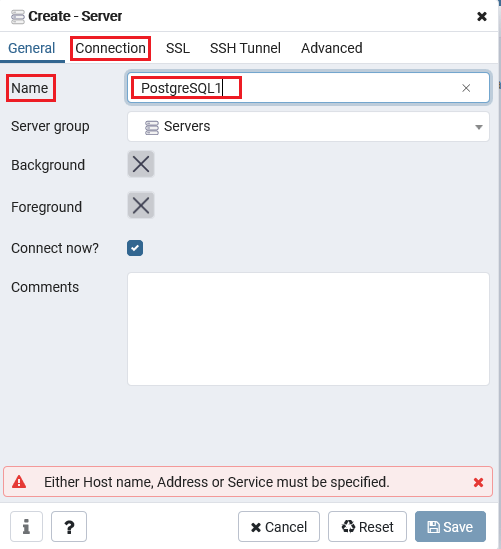 Create - Server
General Connection SSL SSH Tunnel Advanced
Name PostgreSQL1
Server group Servers
Background
Foreground
Connect now?
Comments
Either Host name, Address or Service must be specified.
i ? Cancel Reset Save